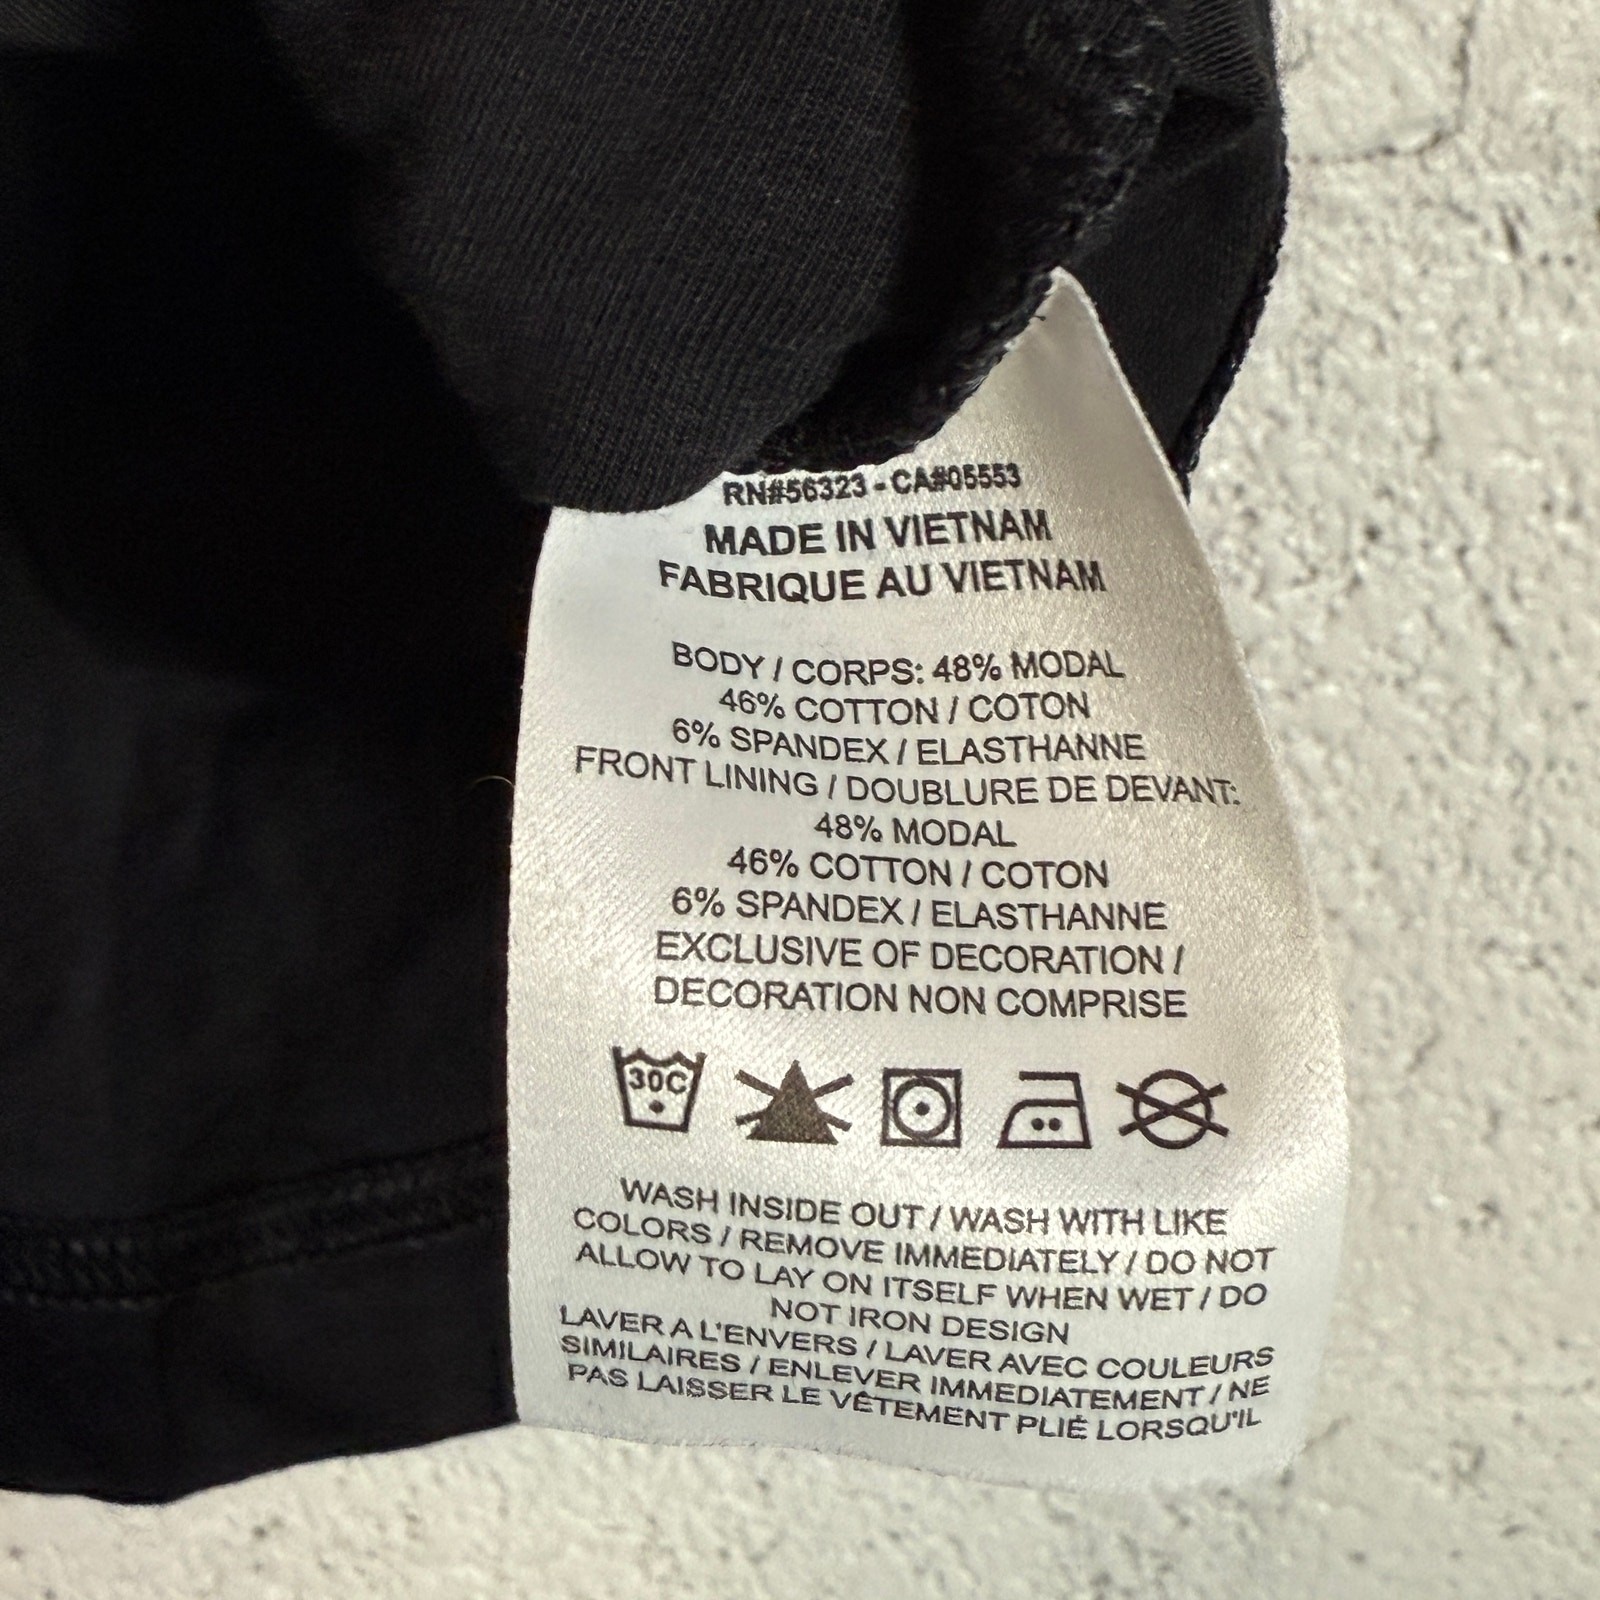 RN#56323 - CA#05553
MADE IN VIETNAM
FABRIQUE AU VIETNAM
BODY / CORPS: 48% MODAL
46% COTTON / COTON
6% SPANDEX / ELASTHANNE
FRONT LINING / DOUBLURE DE DEVANT:
48% MODAL
46% COTTON / COTON
6% SPANDEX / ELASTHANNE
EXCLUSIVE OF DECORATION /
DECORATION NON COMPRISE
30C
WASH INSIDE OUT / WASH WITH LIKE
COLORS / REMOVE IMMEDIATELY / DO NOT
ALLOW TO LAY ON ITSELF WHEN WET / DO
NOT IRON DESIGN
LAVER A L'ENVERS / LAVER AVEC COULEURS
SIMILAIRES / ENLEVER IMMEDIATEMENT / NE
PAS LAISSER LE VÊTEMENT PLIÉ LORSQU'IL